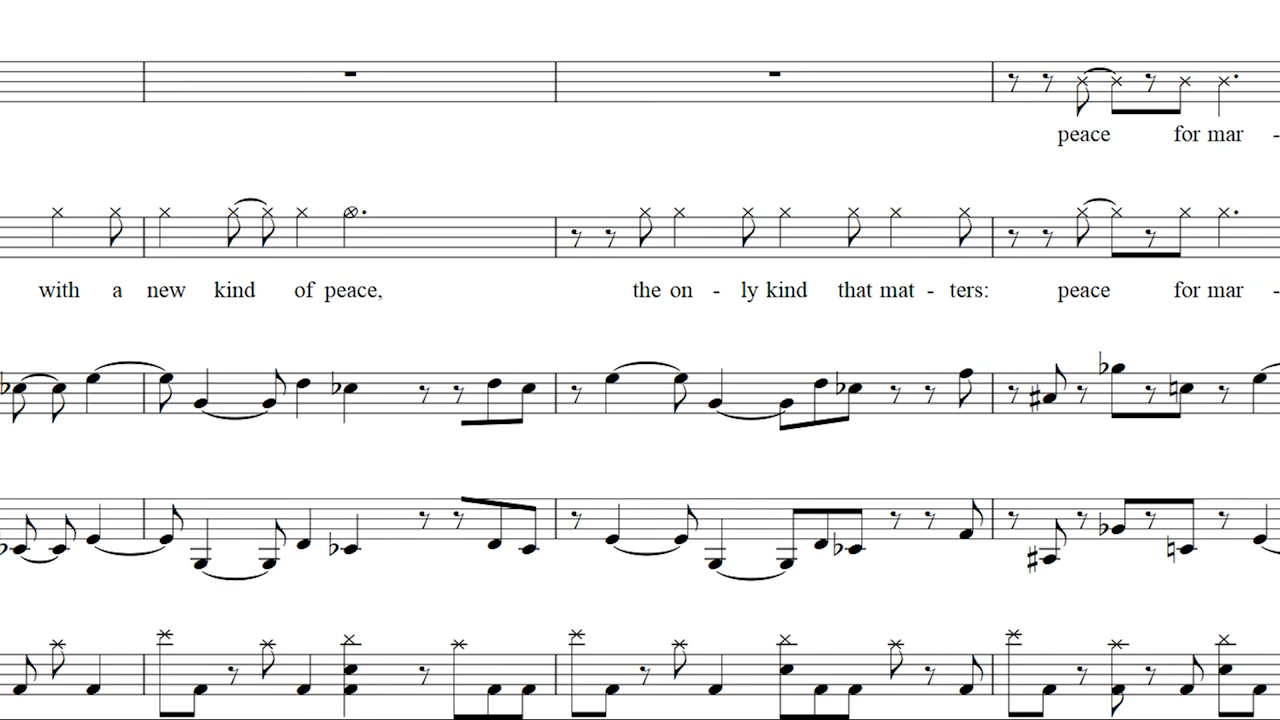 peace for mar -
with a new kind of peace, the on - ly kind that mat - ters: peace for mar -